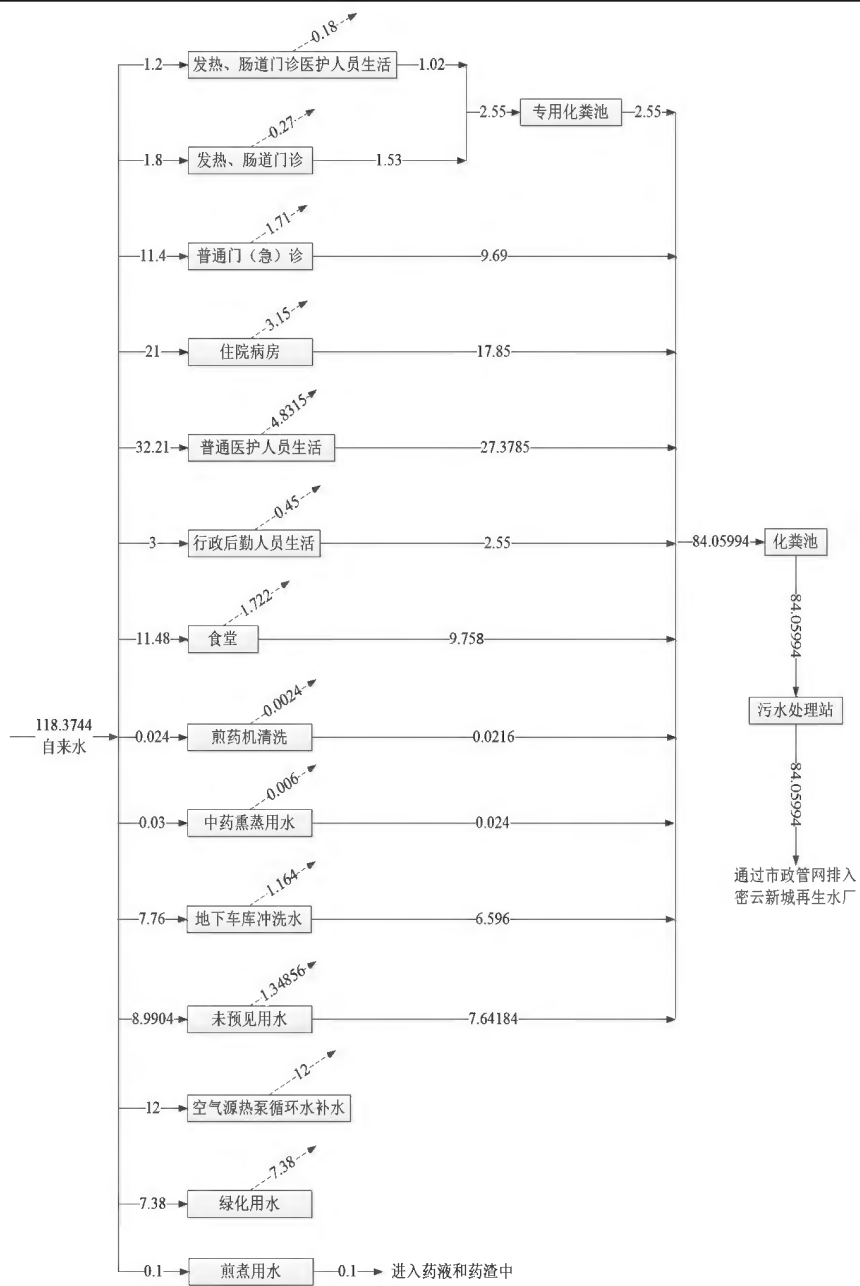 0.18
1.2 发热、肠道门诊医护人员生活 1.02
2.55 专用化粪池 2.55
0.27
1.8 发热、肠道门诊 1.53
1.71
11.4 普通门（急）诊 9.69
3.15
21 住院病房 17.85
4.8315
32.21 普通医护人员生活 27.3785
0.45
3 行政后勤人员生活 2.55
84.05994 化粪池
84.05994
1.722
11.48 食堂 9.758
污水处理站
84.05994
通过市政管网排入
密云新城再生水厂
118.3744
自来水
0.0024
0.024 煎药机清洗 0.0216
0.006
0.03 中药熏蒸用水 0.024
1.164
7.76 地下车库冲洗水 6.596
1.34856
8.9904 未预见用水 7.64184
12
12 空气源热泵循环水补水
7.38
7.38 绿化用水
0.1 煎煮用水 0.1 进入药液和药渣中